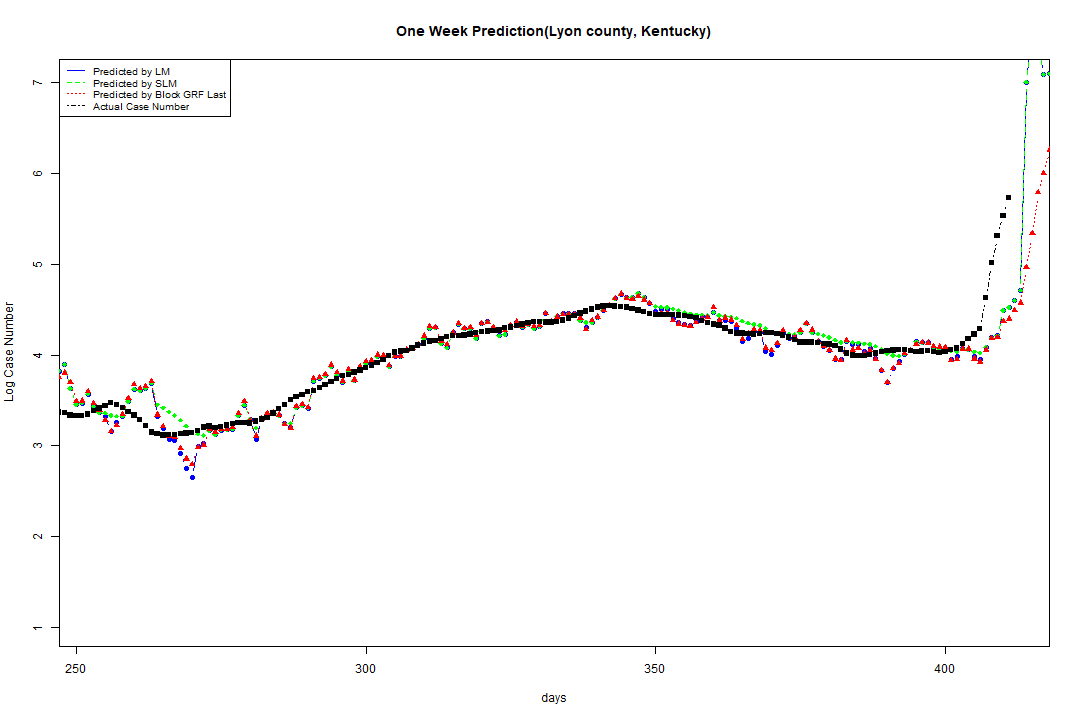 One Week Prediction(Lyon county, Kentucky)
Predicted by LM
Predicted by SLM
Predicted by Block GRF Last
Actual Case Number
Log Case Number
7
6
5
4
3
2
1
250 300 350 400
days